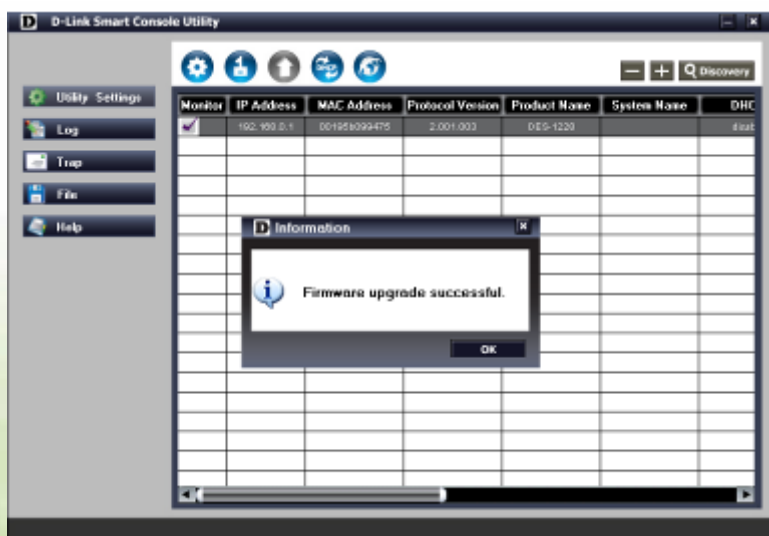 D D-Link Smart Console Utility
Discovery
Utility Settings
Log
Trap
File
Help
Monitor IP Address MAC Address Protocol Version Product Name System Name DHC
192.168.0.1 00195b099475 2.001.003 DES-1228
D Information
Firmware upgrade successful.
OK